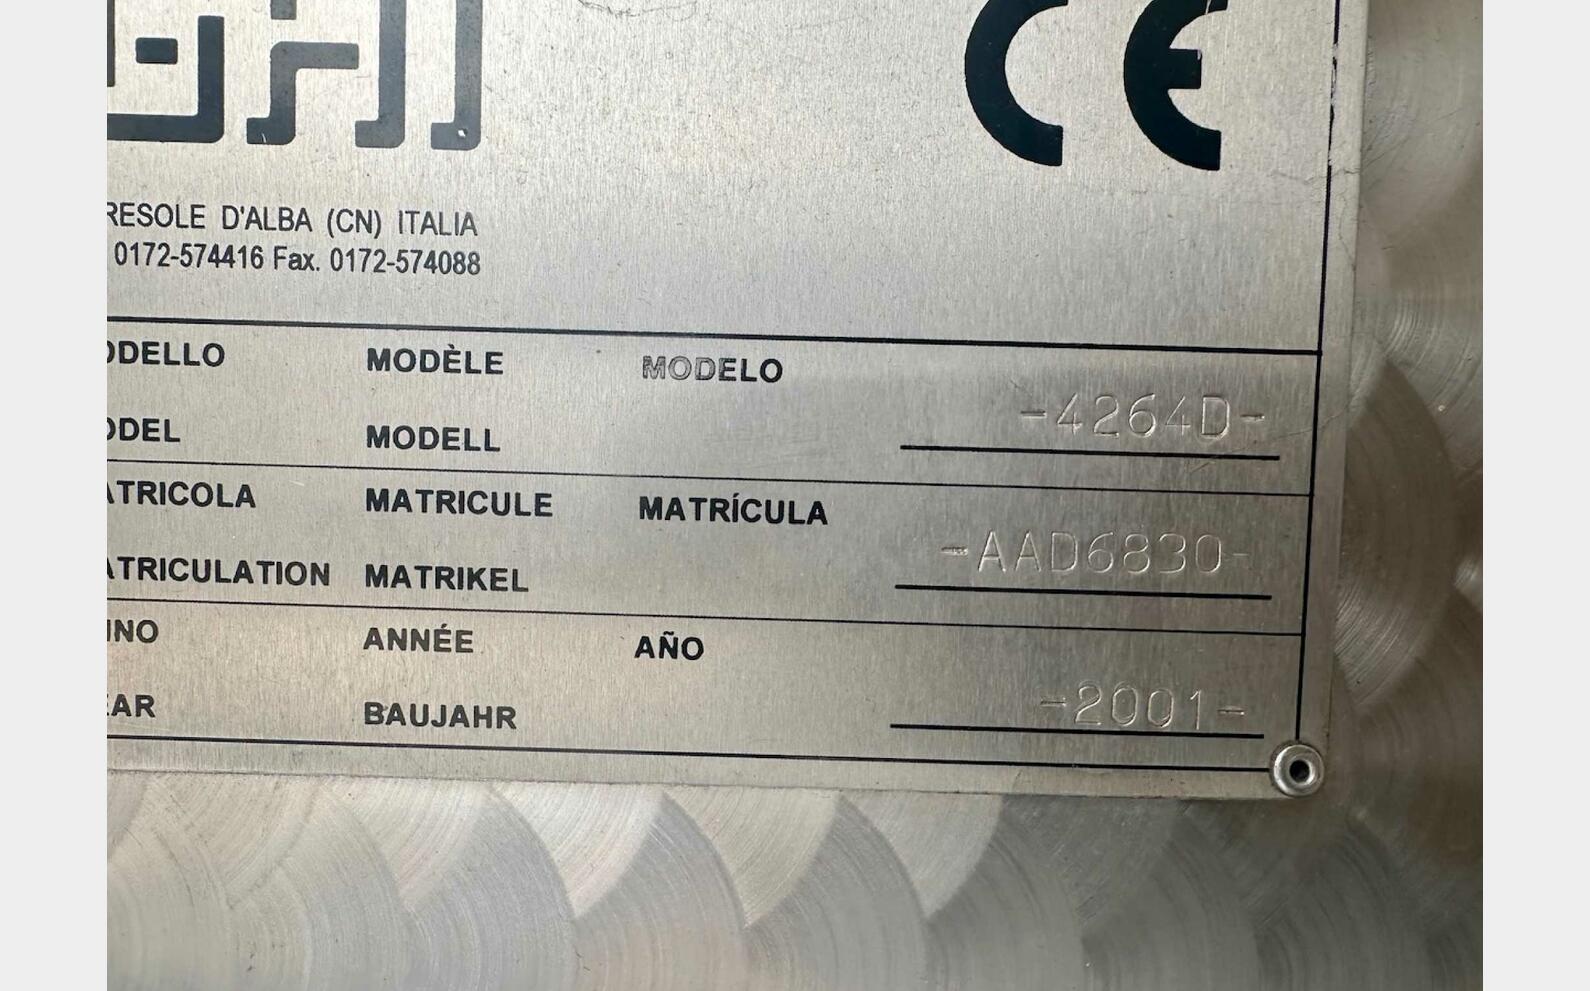 CE
RESOLE D'ALBA (CN) ITALIA
0172-574416 Fax. 0172-574088
ODELLO MODÈLE MODELO
ODEL MODELL -4264D-
ATRICOLA MATRICULE MATRÍCULA
ATRICULATION MATRIKEL -AAD6830-
NNO ANNÉE AÑO
EAR BAUJAHR -2001-